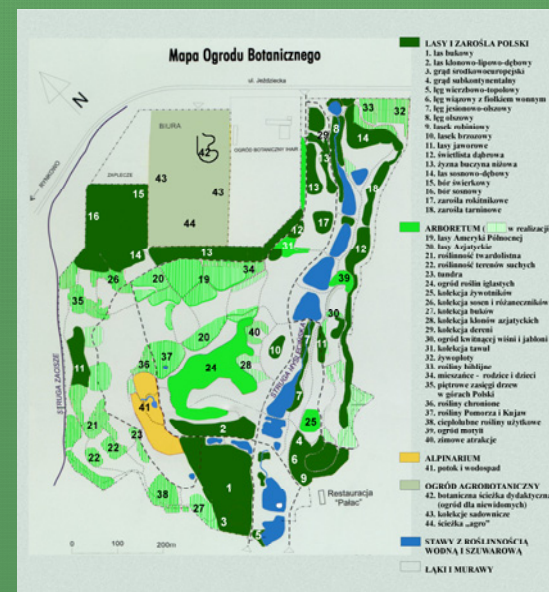 Mapa Ogrodu Botanicznego
ul. Jeździecka
N
RYNKOWO
BIURA
OGRÓD BOTANICZNY IHAR
ZAPLECZE
STRUGA ZACISZE
STRUGA MYŚLĘCIŃSKA
Restauracja
"Pałac"
0 100 200m
LASY I ZAROŚLA POLSKI
1. las bukowy
2. las klonowo-lipowo-dębowy
3. grąd środkowoeuropejski
4. grąd subkontynentalny
5. łęg wierzbowo-topolowy
6. łęg wiązowy z fiołkiem wonnym
7. łęg jesionowo-olszowy
8. łęg olszowy
9. lasek robiniowy
10. lasek brzozowy
11. lasy jaworowe
12. świetlista dąbrowa
13. żyzna buczyna niżowa
14. las sosnowo-dębowy
15. bór świerkowy
16. bór sosnowy
17. zarośla rokitnikowe
18. zarośla tarninowe
ARBORETUM ( w realizacji
19. lasy Ameryki Północnej
20. lasy Azjatyckie
21. roślinność twardolistna
22. roślinność terenów suchych
23. tundra
24. ogród roślin iglastych
25. kolekcja żywotników
26. kolekcja sosen i różaneczników
27. kolekcja buków
28. kolekcja klonów azjatyckich
29. kolekcja dereni
30. ogród kwitnącej wiśni i jabłoni
31. kolekcja tawuł
32. żywopłoty
33. rośliny biblijne
34. mieszańce - rodzice i dzieci
35. piętrowe zasięgi drzew
w górach Polski
36. rośliny chronione
37. rośliny Pomorza i Kujaw
38. ciepłolubne rośliny użytkowe
39. ogród motyli
40. zimowe atrakcje
ALPINARIUM
41. potok i wodospad
OGRÓD AGROBOTANICZNY
42. botaniczna ścieżka dydaktyczna
(ogród dla niewidomych)
43. kolekcje sadownicze
44. ścieżka „agro"
STAWY Z ROŚLINNOŚCIĄ
WODNĄ I SZUWAROWĄ
ŁĄKI I MURAWY